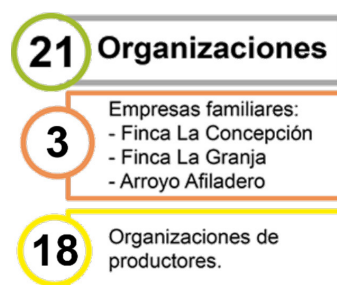 21 Organizaciones
3
Empresas familiares:
- Finca La Concepción
- Finca La Granja
- Arroyo Afiladero
18
Organizaciones de
productores.